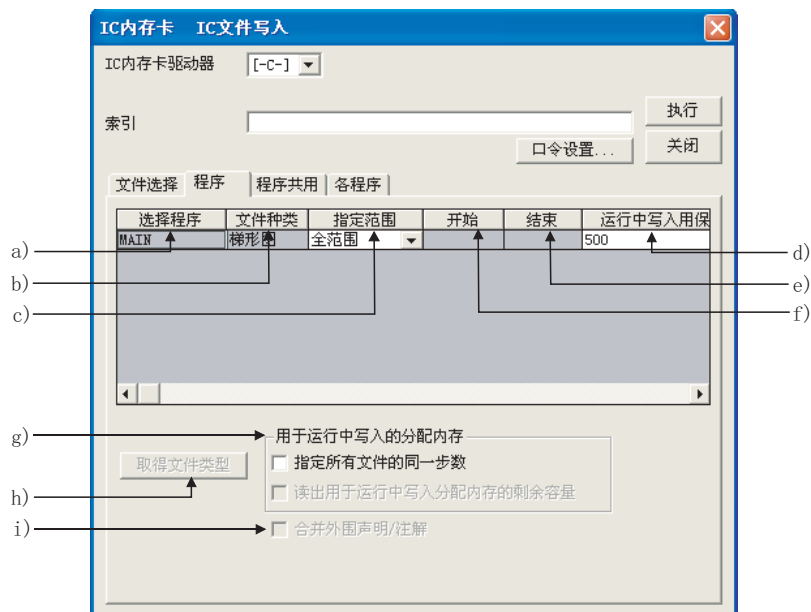 IC内存卡 IC文件写入
IC内存卡驱动器 [-C-]
索引
执行
口令设置...
关闭
文件选择 程序 程序共用 各程序
选择程序 文件种类 指定范围 开始 结束 运行中写入用保
MAIN 梯形图 全范围 500
a)
b)
c)
d)
e)
f)
g)
用于运行中写入的分配内存
取得文件类型
指定所有文件的同一步数
h)
读出用于运行中写入分配内存的剩余容量
i)
合并外围声明/注解